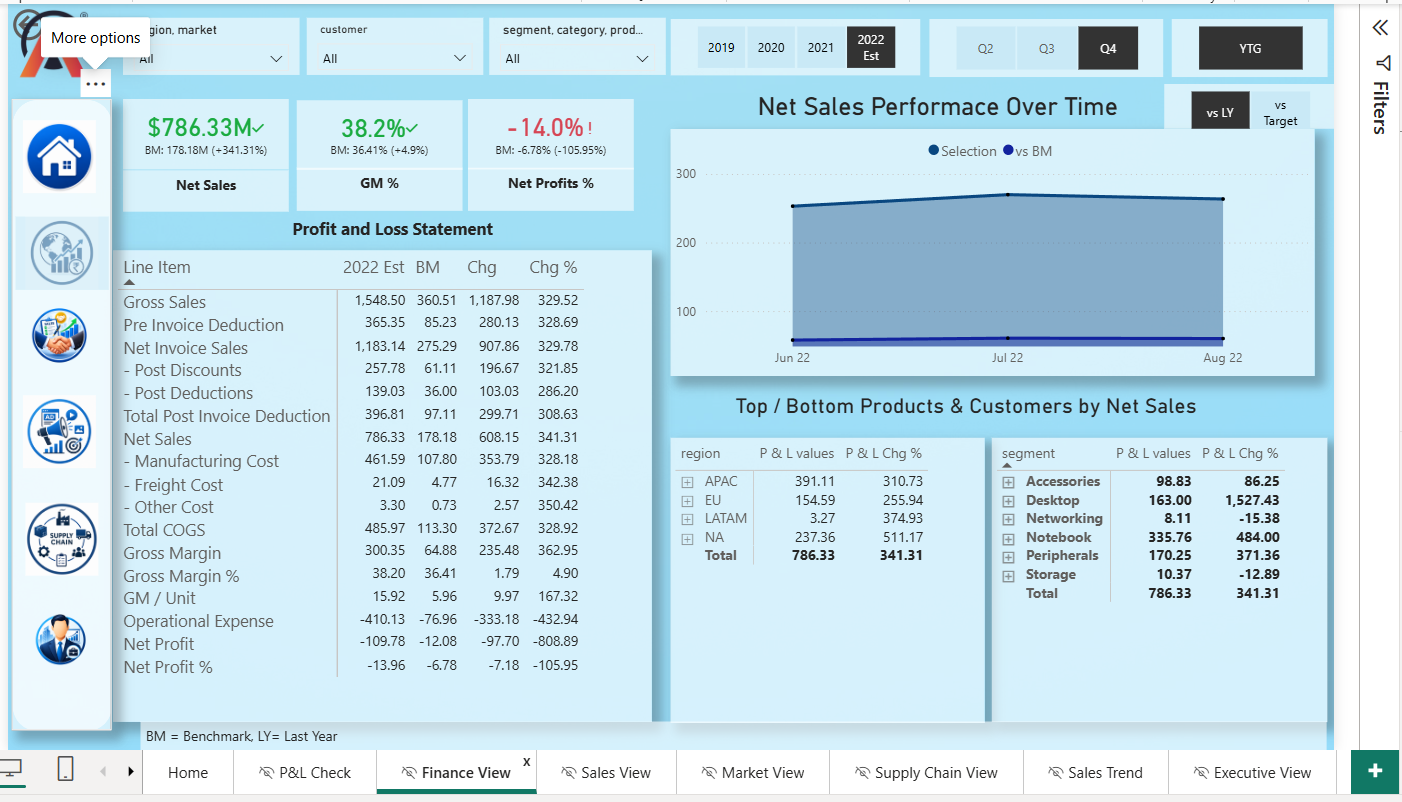 More options
gion, market
All
customer
All
segment, category, prod...
All
2019
2020
2021
2022
Est
Q2
Q3
Q4
YTG
Filters
$786.33M
BM: 178.18M (+341.31%)
Net Sales
38.2%
BM: 36.41% (+4.9%)
GM %
-14.0% !
BM: -6.78% (-105.95%)
Net Profits %
Net Sales Performace Over Time
vs LY
vs
Target
Selection vs BM
300
200
100
Jun 22 Jul 22 Aug 22
Profit and Loss Statement
Line Item 2022 Est BM Chg Chg %
Gross Sales 1,548.50 360.51 1,187.98 329.52
Pre Invoice Deduction 365.35 85.23 280.13 328.69
Net Invoice Sales 1,183.14 275.29 907.86 329.78
- Post Discounts 257.78 61.11 196.67 321.85
- Post Deductions 139.03 36.00 103.03 286.20
Total Post Invoice Deduction 396.81 97.11 299.71 308.63
Net Sales 786.33 178.18 608.15 341.31
- Manufacturing Cost 461.59 107.80 353.79 328.18
- Freight Cost 21.09 4.77 16.32 342.38
- Other Cost 3.30 0.73 2.57 350.42
Total COGS 485.97 113.30 372.67 328.92
Gross Margin 300.35 64.88 235.48 362.95
Gross Margin % 38.20 36.41 1.79 4.90
GM / Unit 15.92 5.96 9.97 167.32
Operational Expense -410.13 -76.96 -333.18 -432.94
Net Profit -109.78 -12.08 -97.70 -808.89
Net Profit % -13.96 -6.78 -7.18 -105.95
Top / Bottom Products & Customers by Net Sales
region P & L values P & L Chg %
APAC 391.11 310.73
EU 154.59 255.94
LATAM 3.27 374.93
NA 237.36 511.17
Total 786.33 341.31
segment P & L values P & L Chg %
Accessories 98.83 86.25
Desktop 163.00 1,527.43
Networking 8.11 -15.38
Notebook 335.76 484.00
Peripherals 170.25 371.36
Storage 10.37 -12.89
Total 786.33 341.31
AD
SUPPLY
CHAIN
BM = Benchmark, LY= Last Year
Home
P&L Check
Finance View x
Sales View
Market View
Supply Chain View
Sales Trend
Executive View